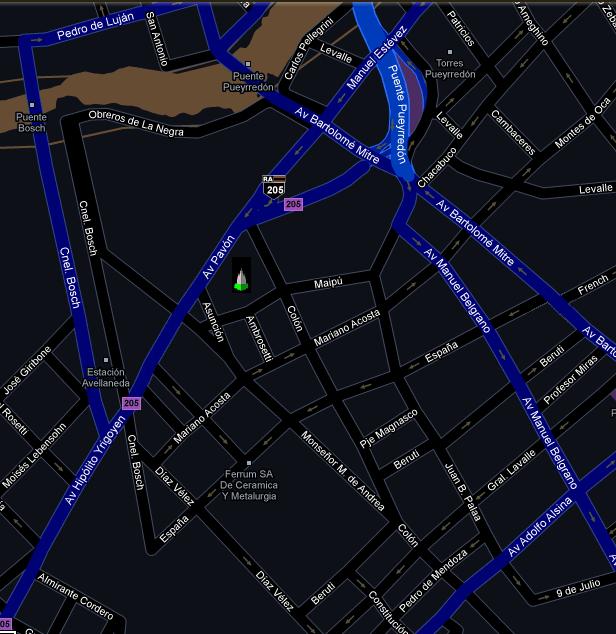 Pedro de Luján
San Antonio
Carlos Pellegrini
Levalle
Manuel Estévez
Patricios
Ameghino
Torres
Pueyrredón
Puente
Pueyrredón
Puente Pueyrredón
Puente
Bosch
Obreros de La Negra
Av Bartolomé Mitre
Levalle
Cambaceres
Montes de Oca
Chacabuco
Levalle
RA
205
205
Av Bartolomé Mitre
Cnel. Bosch
Cnel. Bosch
Av Pavón
Av Manuel Belgrano
Maipú
French
Asunción
Ambrosetti
Colón
Mariano Acosta
España
Av Bart
Beruti
Profesor Miras
José Giribone
Estación
Avellaneda
205
Rosetti
Moisés Lebensohn
Av Hipólito Yrigoyen
Cnel. Bosch
Mariano Acosta
Pje Magnasco
Monseñor M. de Andrea
Beruti
Juan B. Palaa
Gral. Lavalle
Av Manuel Belgrano
Díaz Vélez
Ferrum SA
De Ceramica
Y Metalurgia
España
Colón
Av Adolfo Alsina
Díaz Vélez
Beruti
Constitución
Pedro de Mendoza
9 de Julio
Almirante Cordero
05